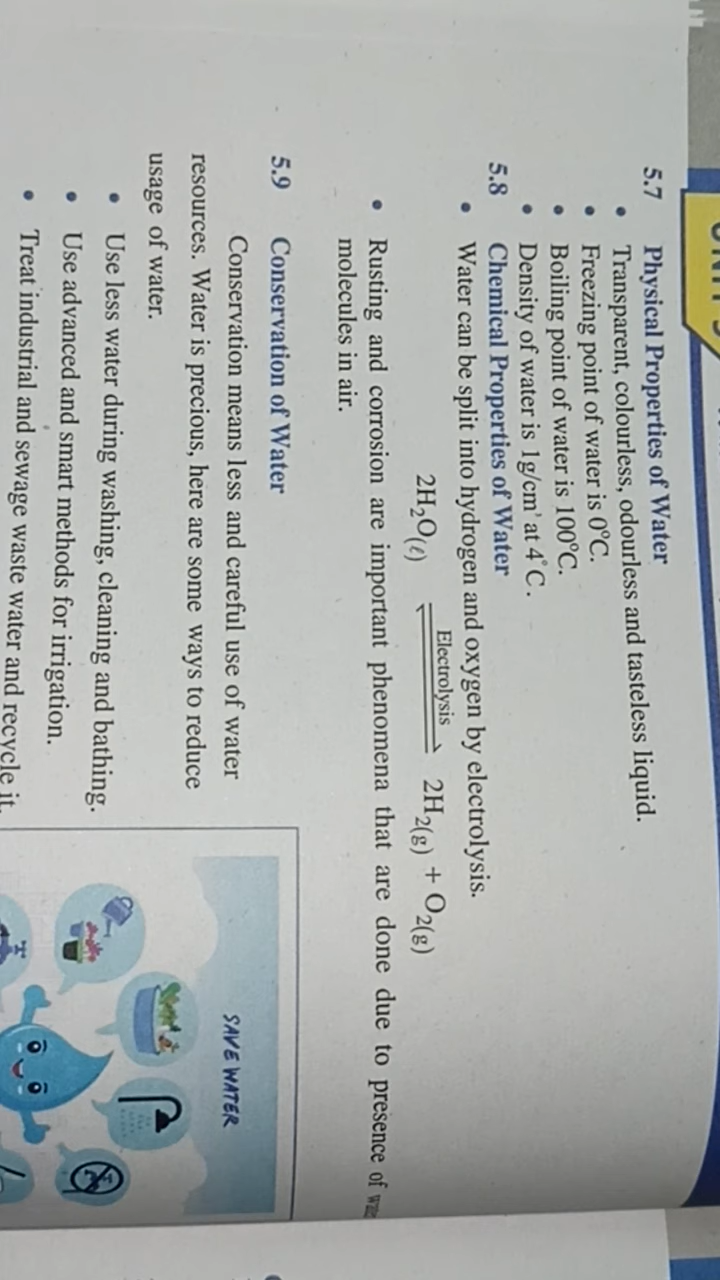 5.7 Physical Properties of Water
• Transparent, colourless, odourless and tasteless liquid.
• Freezing point of water is 0°C.
• Boiling point of water is 100°C.
• Density of water is 1g/cm³ at 4°C.
5.8 Chemical Properties of Water
• Water can be split into hydrogen and oxygen by electrolysis.
Electrolysis
2H₂O(ℓ) ⇌ 2H₂(g) + O₂(g)
• Rusting and corrosion are important phenomena that are done due to presence of
molecules in air.
5.9 Conservation of Water
Conservation means less and careful use of water
resources. Water is precious, here are some ways to reduce
usage of water.
• Use less water during washing, cleaning and bathing.
• Use advanced and smart methods for irrigation.
• Treat industrial and sewage waste water and recycle it.
SAVE WATER